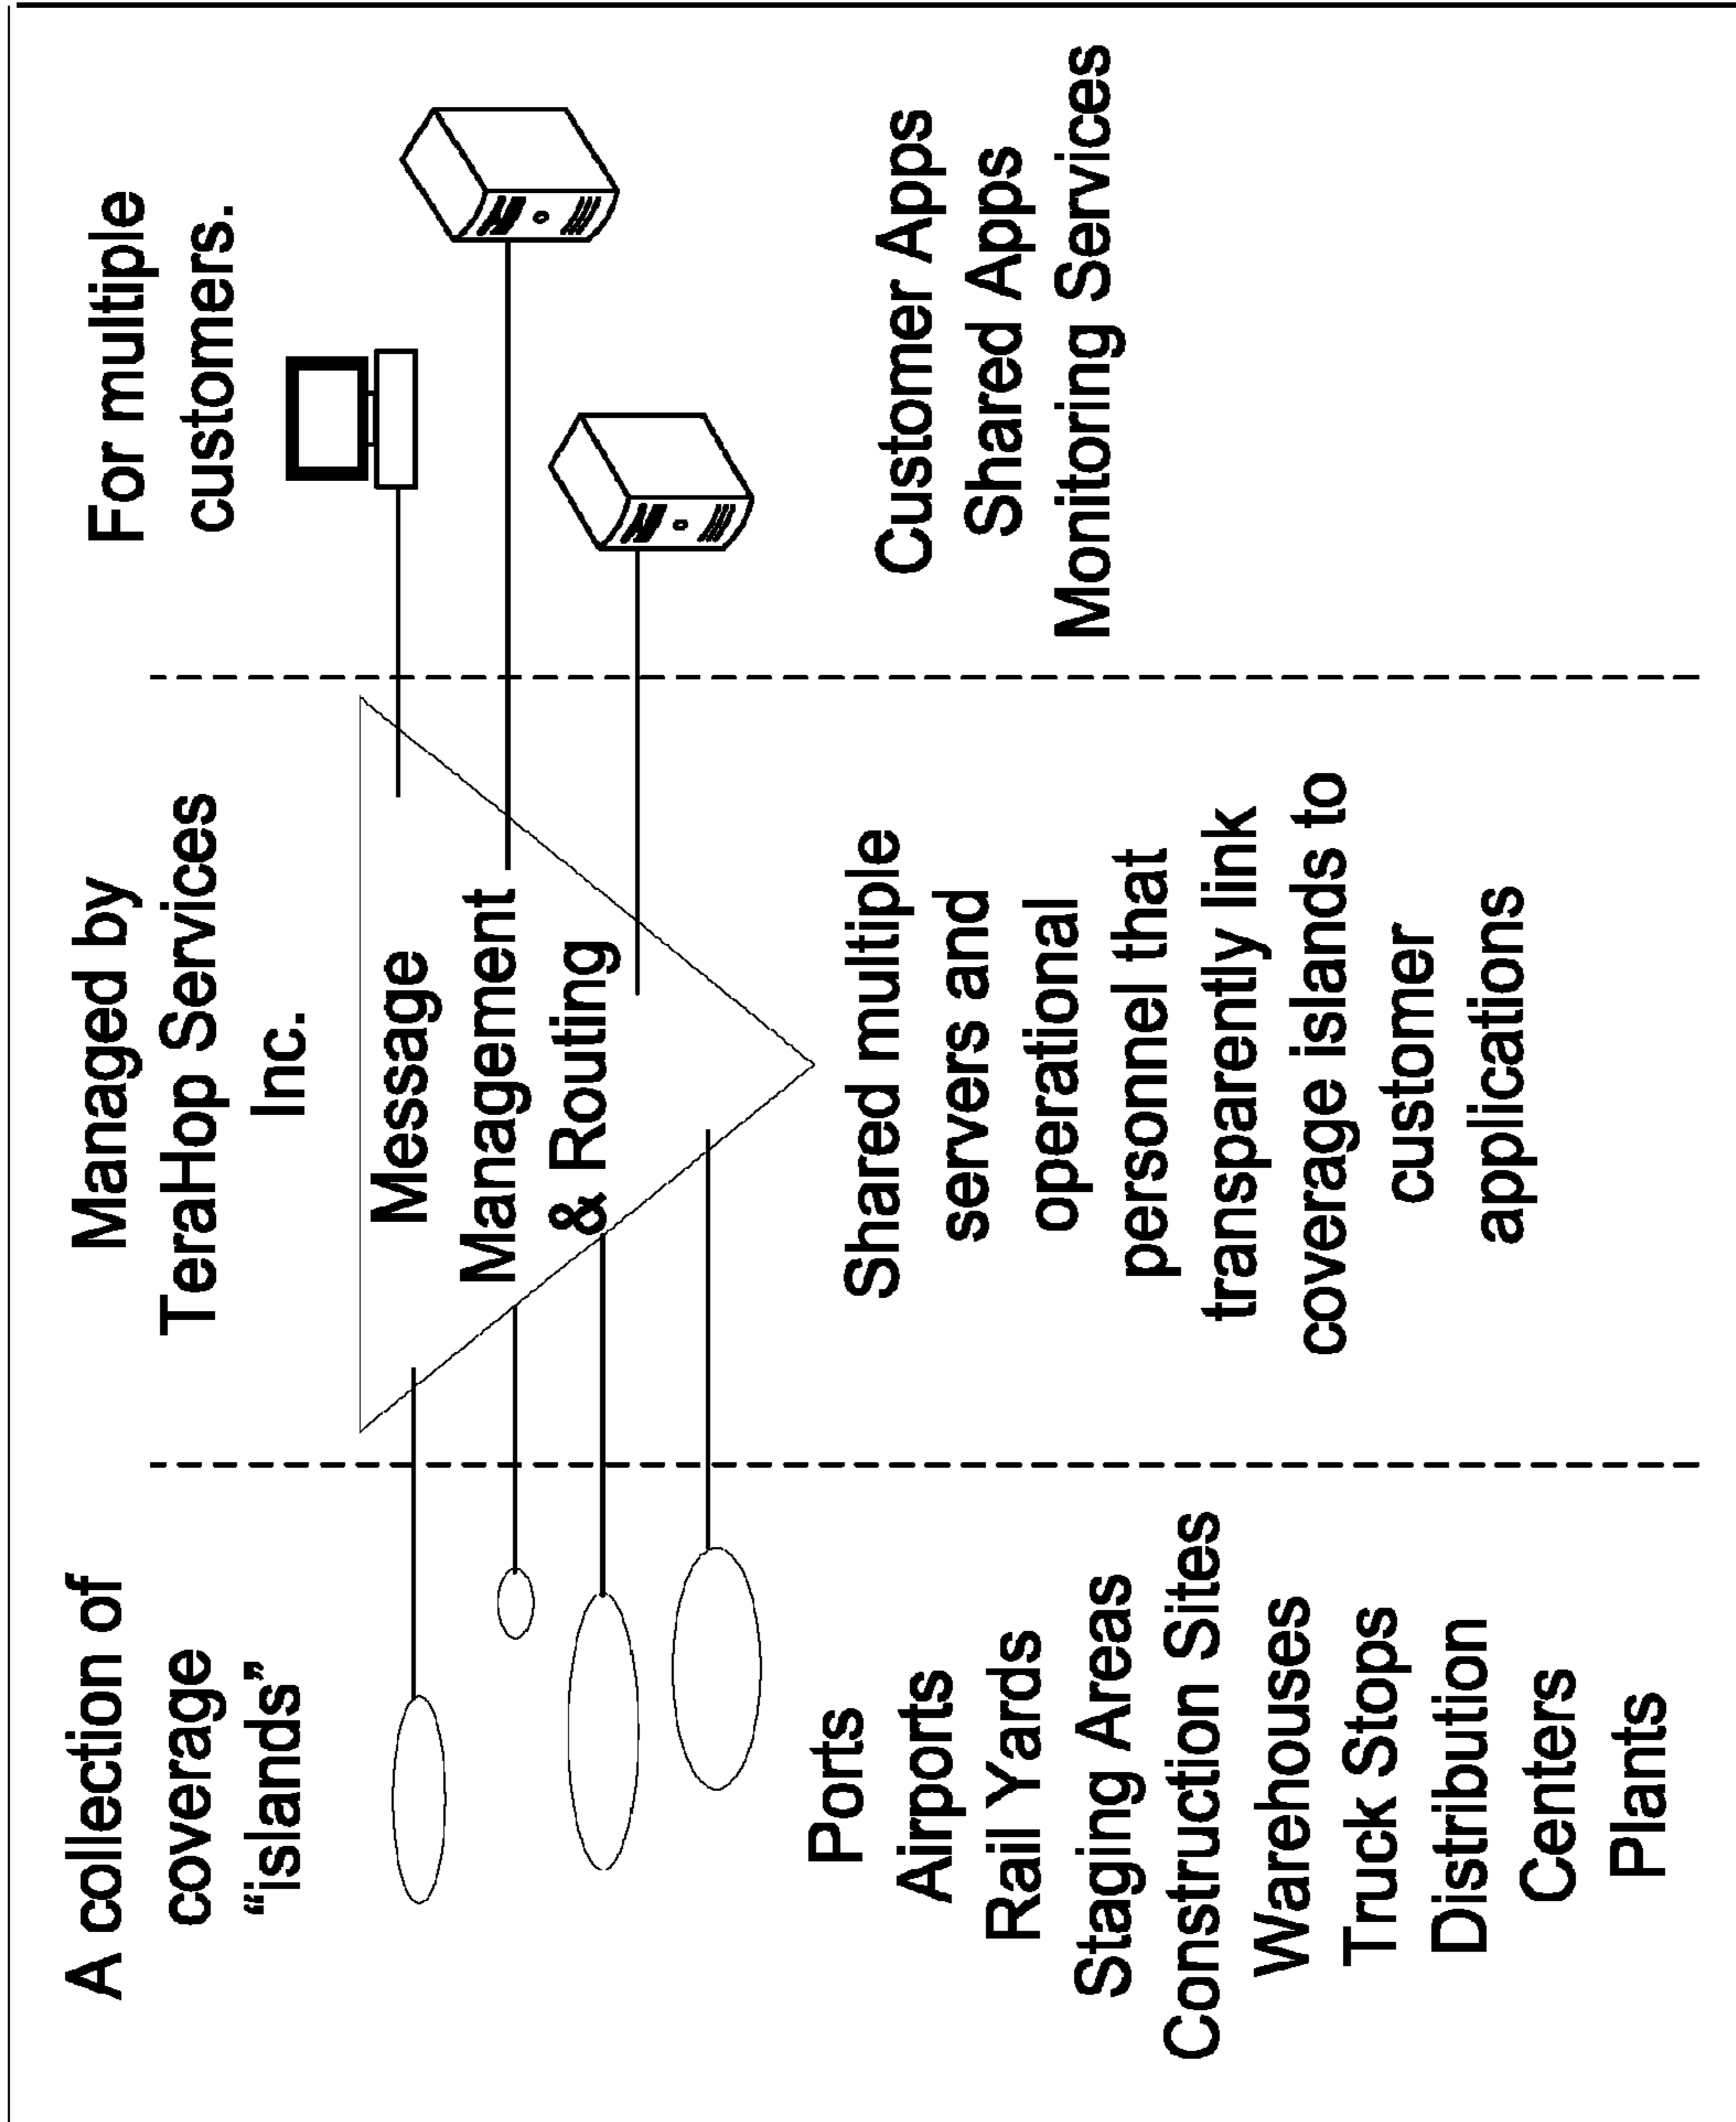 A collection of
coverage
“islands”
Ports
Airports
Rail Yards
Staging Areas
Construction Sites
Warehouses
Truck Stops
Distribution
Centers
Plants
Managed by
TeraHop Services
Inc.
Message
Management
& Routing
Shared multiple
servers and
operational
personnel that
transparently link
coverage islands to
customer
applications
For multiple
customers.
Customer Apps
Shared Apps
Monitoring Services